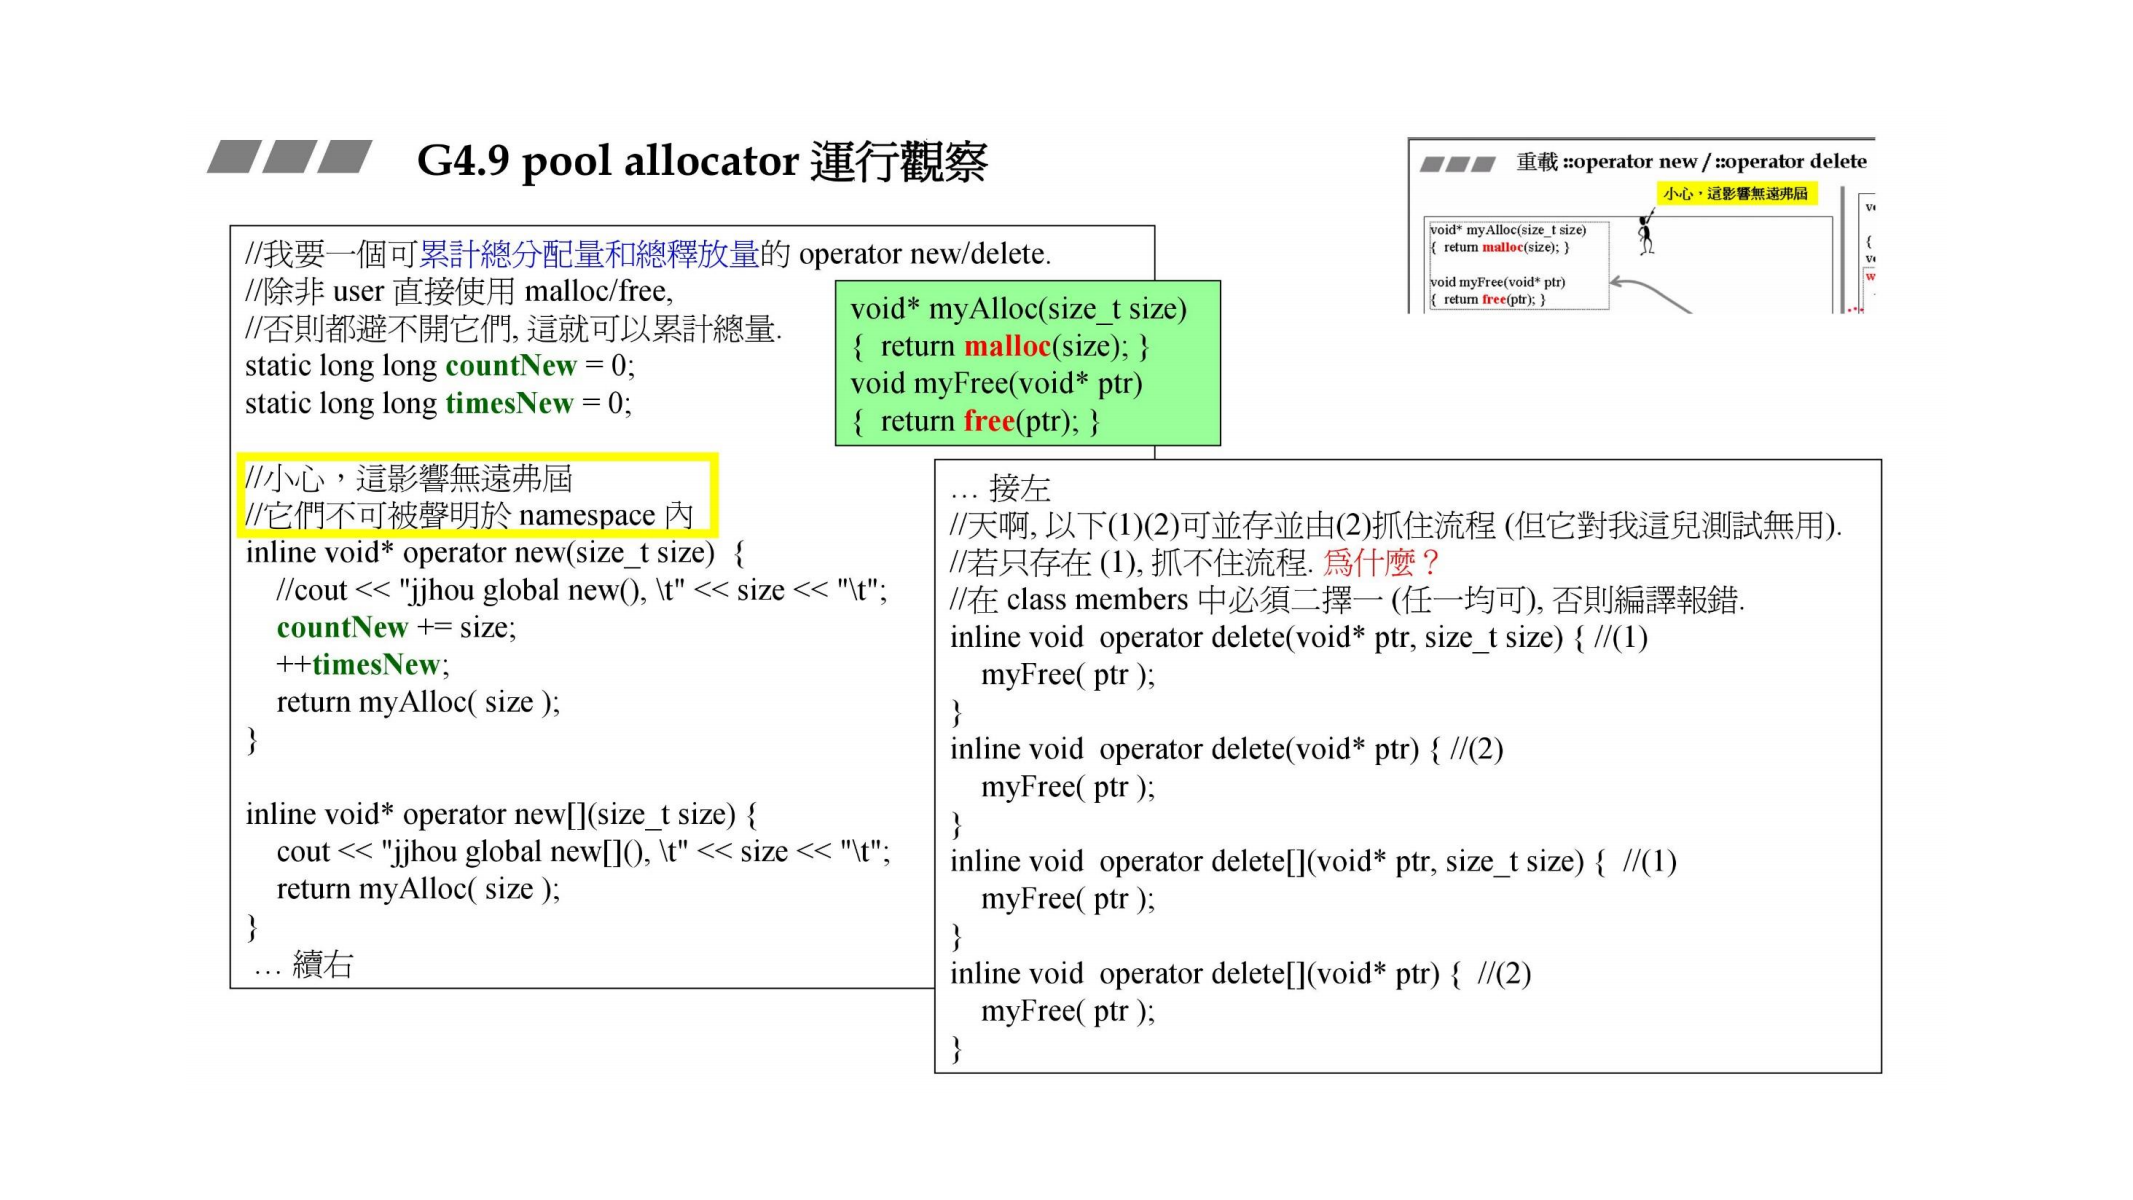 G4.9 pool allocator 運行觀察
//我要一個可累計總分配量和總釋放量的 operator new/delete.
//除非 user 直接使用 malloc/free,
//否則都避不開它們, 這就可以累計總量.
static long long countNew = 0;
static long long timesNew = 0;
//小心，這影響無遠弗屆
//它們不可被聲明於 namespace 內
inline void* operator new(size_t size)  {
//cout << "jjhou global new(), \t" << size << "\t";
countNew += size;
++timesNew;
return myAlloc( size );
}
inline void* operator new[](size_t size) {
cout << "jjhou global new[](), \t" << size << "\t";
return myAlloc( size );
}
… 續右
void* myAlloc(size_t size)
{  return malloc(size); }
void myFree(void* ptr)
{  return free(ptr); }
… 接左
//天啊, 以下(1)(2)可並存並由(2)抓住流程 (但它對我這兒測試無用).
//若只存在 (1), 抓不住流程. 為什麼？
//在 class members 中必須二擇一 (任一均可), 否則編譯報錯.
inline void  operator delete(void* ptr, size_t size) { //(1)
myFree( ptr );
}
inline void  operator delete(void* ptr) { //(2)
myFree( ptr );
}
inline void  operator delete[](void* ptr, size_t size) {  //(1)
myFree( ptr );
}
inline void  operator delete[](void* ptr) {  //(2)
myFree( ptr );
}
重載 ::operator new / ::operator delete
小心，這影響無遠弗屆
void* myAlloc(size_t size)
{  return malloc(size); }
void myFree(void* ptr)
{  return free(ptr); }
{